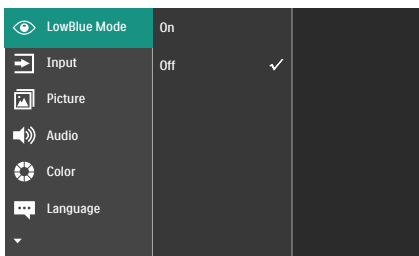 LowBlue Mode
On
Input
Off
Picture
Audio
Color
Language